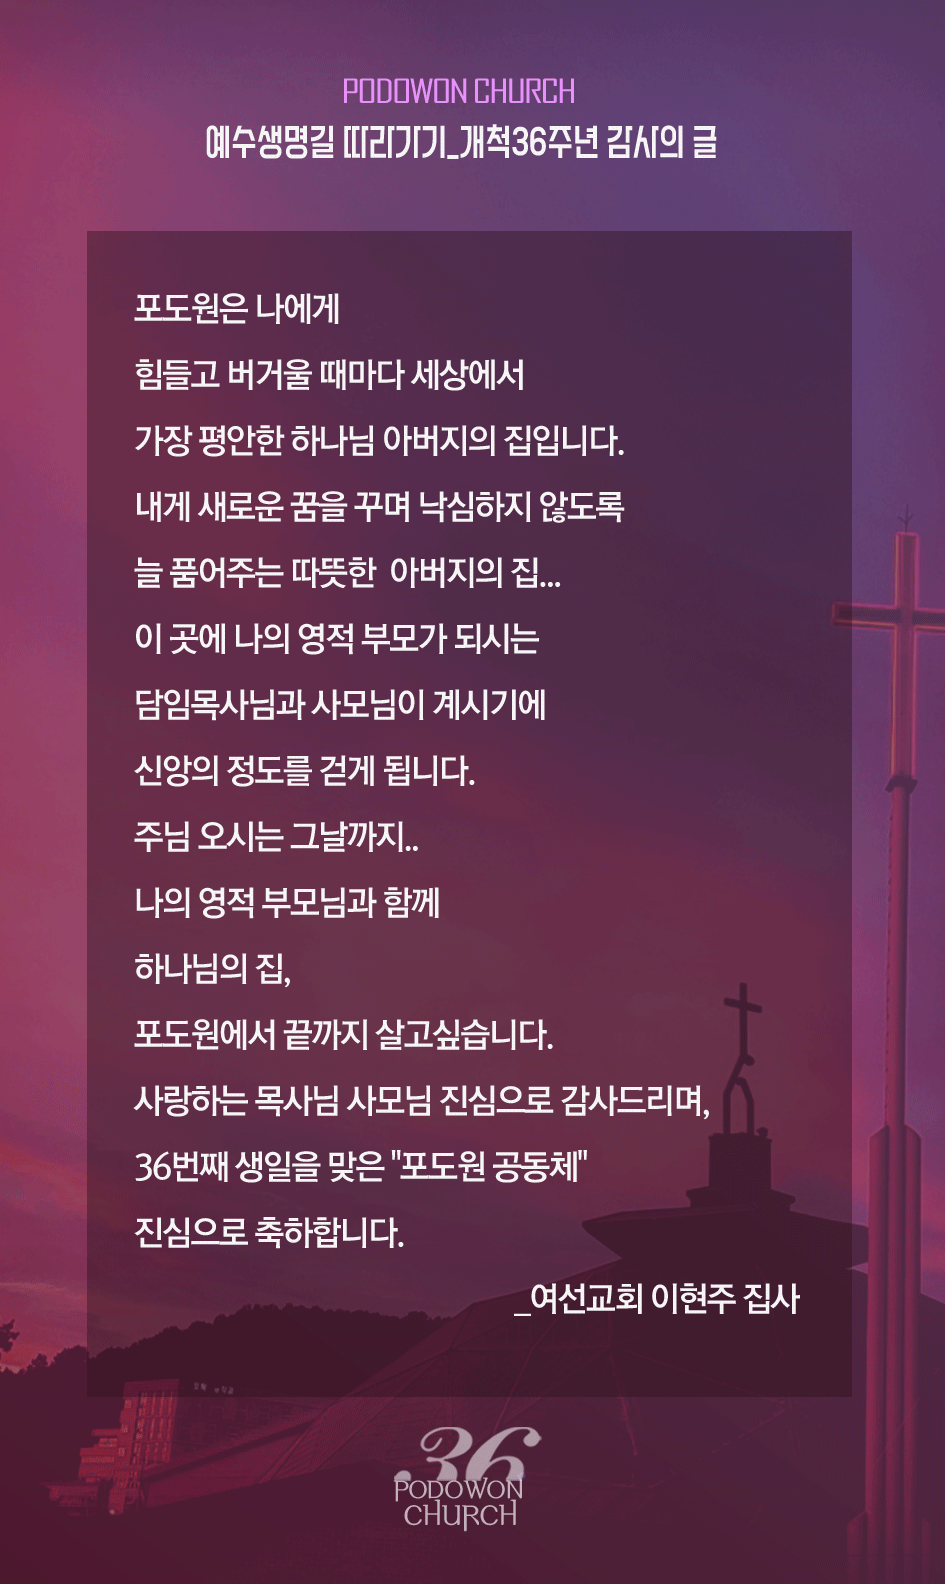 PODOWON CHURCH
예수생명길 따라가기_개척36주년 감사의 글
포도원은 나에게
힘들고 버거울 때마다 세상에서
가장 평안한 하나님 아버지의 집입니다.
내게 새로운 꿈을 꾸며 낙심하지 않도록
늘 품어주는 따뜻한  아버지의 집...
이 곳에 나의 영적 부모가 되시는
담임목사님과 사모님이 계시기에
신앙의 정도를 걷게 됩니다.
주님 오시는 그날까지..
나의 영적 부모님과 함께
하나님의 집,
포도원에서 끝까지 살고싶습니다.
사랑하는 목사님 사모님 진심으로 감사드리며,
36번째 생일을 맞은 "포도원 공동체"
진심으로 축하합니다.
_여선교회 이현주 집사
36
PODOWON
CHURCH